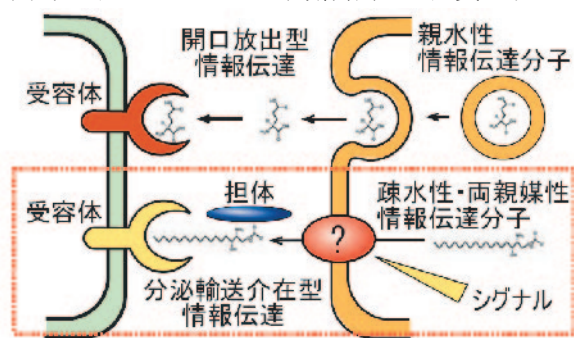 開口放出型
情報伝達
親水性
情報伝達分子
受容体
受容体
担体
疎水性・両親媒性
情報伝達分子
?
分泌輸送介在型
情報伝達
シグナル